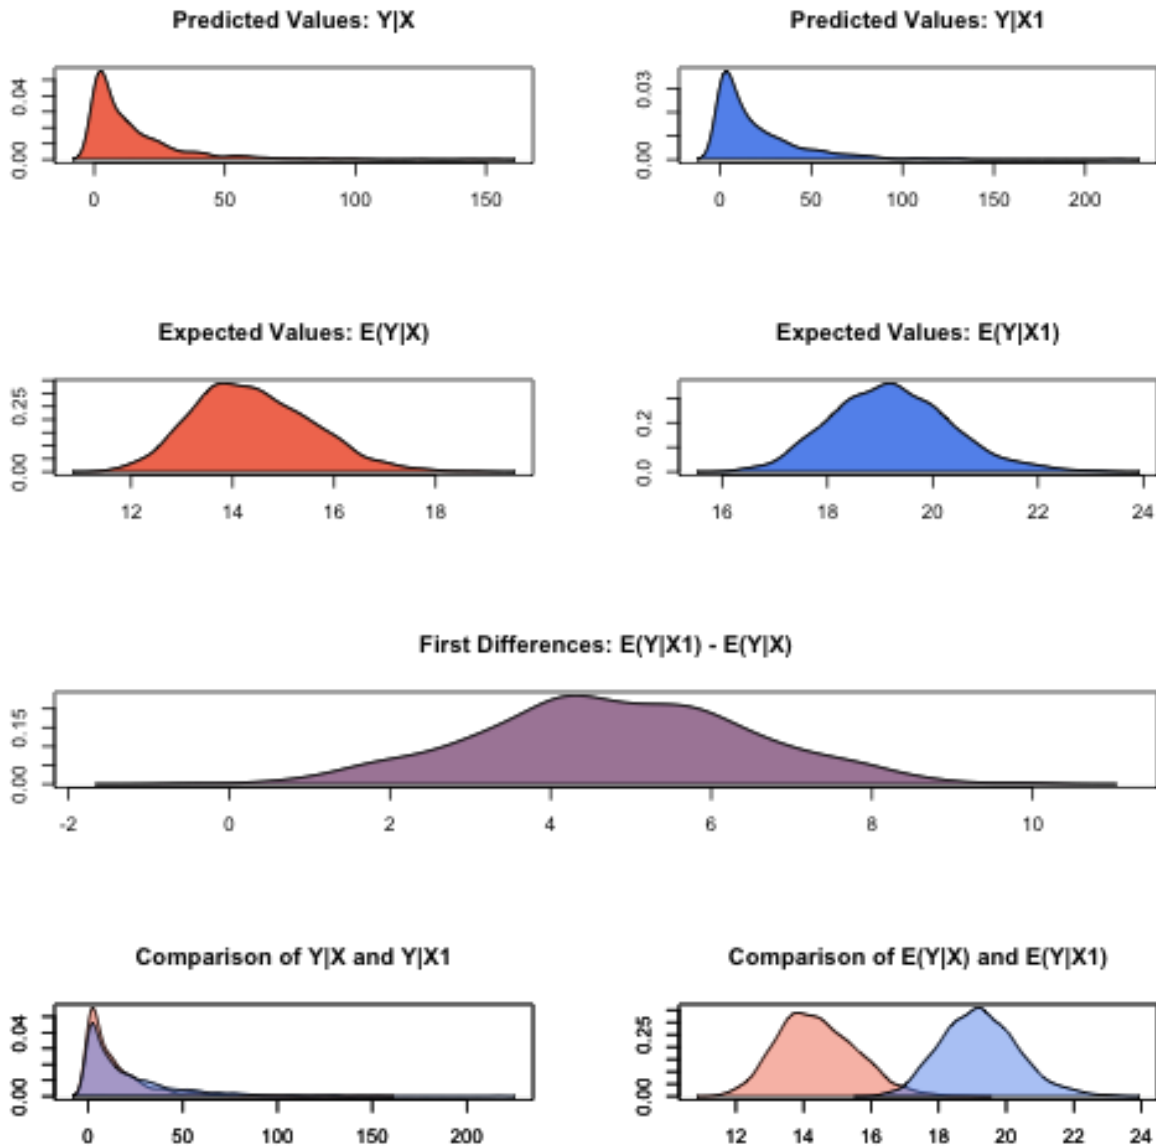 Predicted Values: Y|X
Predicted Values: Y|X1
0.00 0.04
0 50 100 150
0.00 0.03
0 50 100 150 200
Expected Values: E(Y|X)
Expected Values: E(Y|X1)
0.00 0.25
12 14 16 18
0.0 0.2
16 18 20 22 24
First Differences: E(Y|X1) - E(Y|X)
0.00 0.15
-2 0 2 4 6 8 10
Comparison of Y|X and Y|X1
Comparison of E(Y|X) and E(Y|X1)
0.00 0.04
0 50 100 150 200
0.00 0.25
12 14 16 18 20 22 24